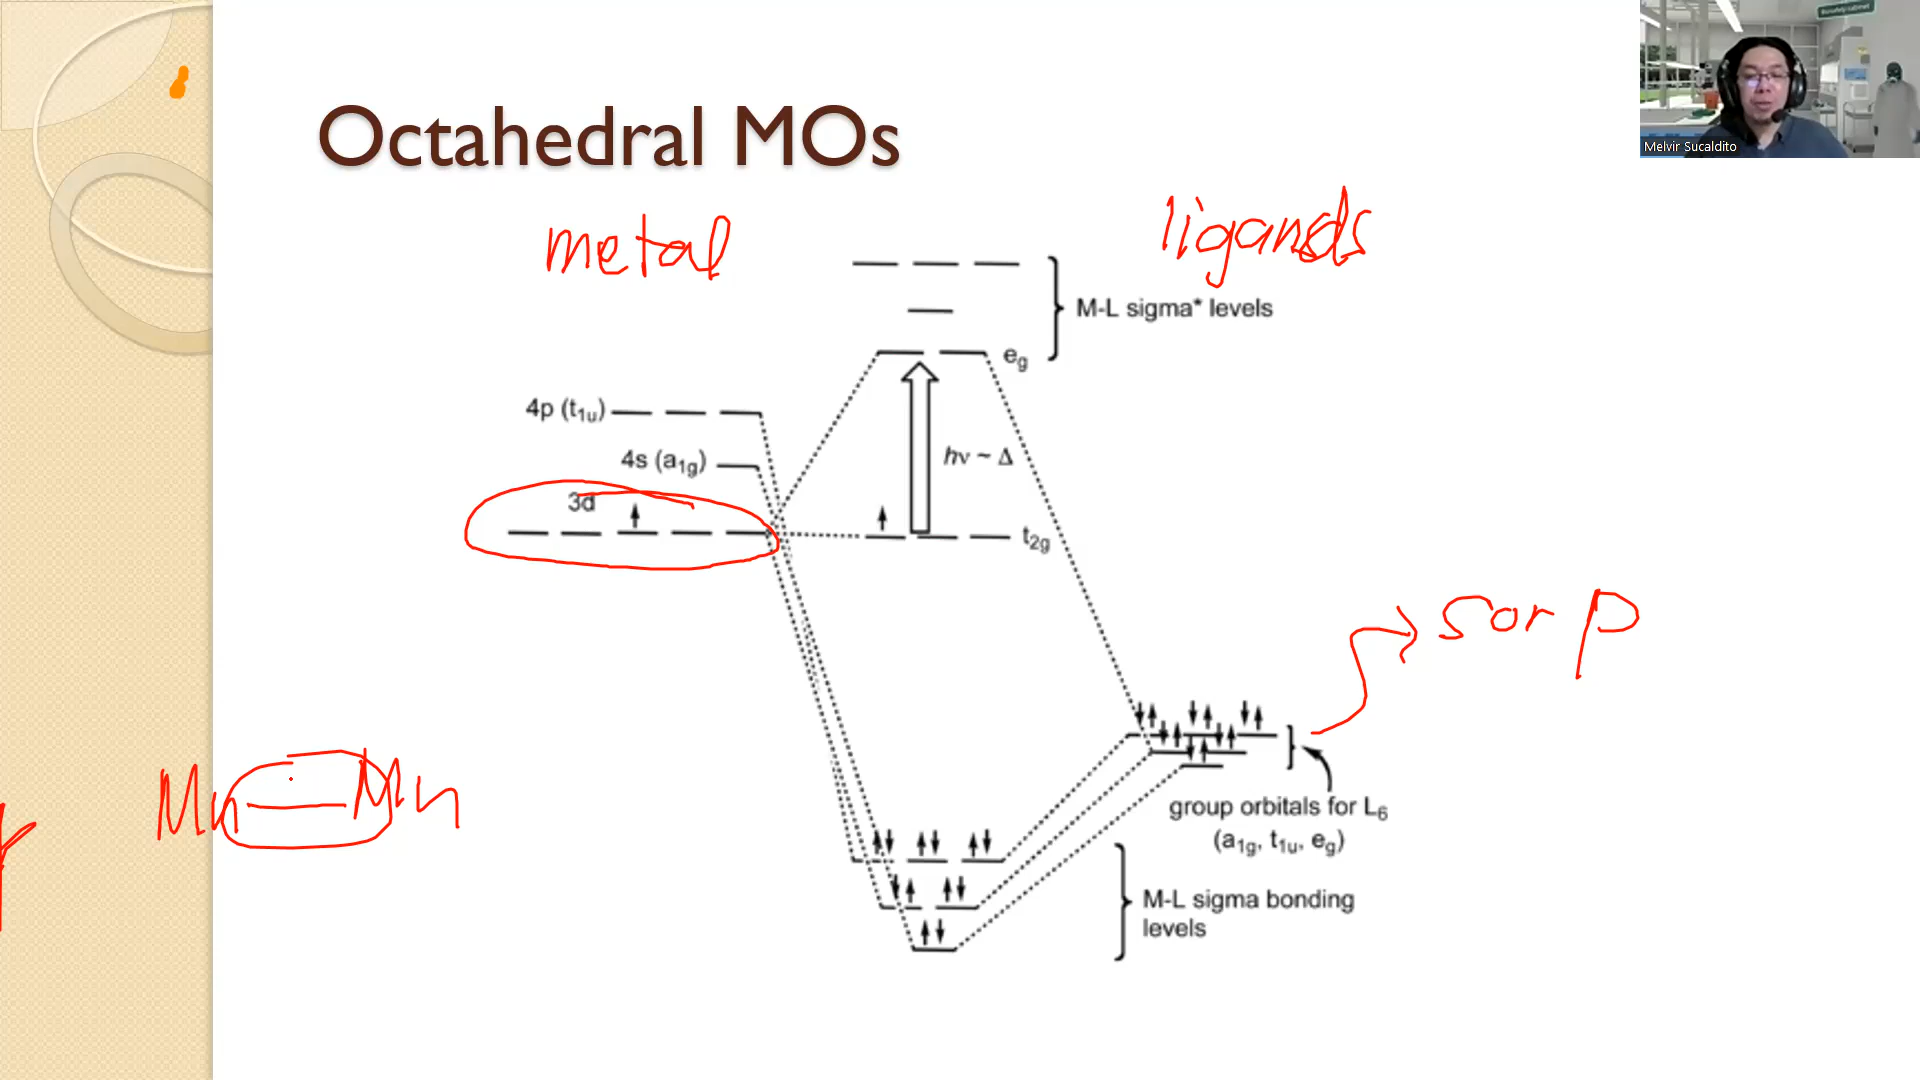 Melvir Sucaldito
Octahedral MOs
metal
ligands
M-L sigma* levels
eg
4p (t1u)
hν ~ Δ
4s (a1g)
3d
t2g
s or p
Mn — Mn
group orbitals for L6
(a1g, t1u, eg)
M-L sigma bonding
levels